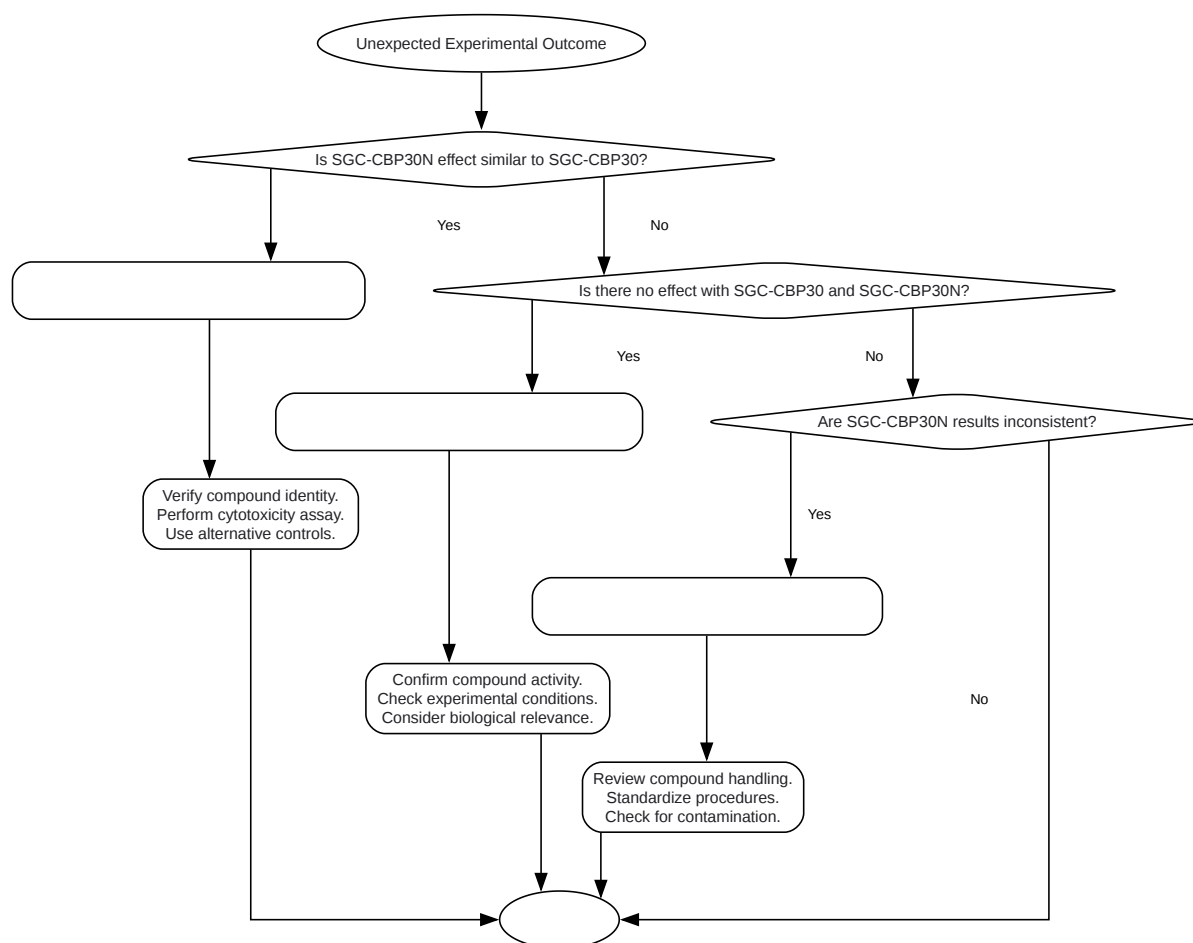 Unexpected Experimental Outcome
Is SGC-CBP30N effect similar to SGC-CBP30?
Yes
No
Is there no effect with SGC-CBP30 and SGC-CBP30N?
Yes
No
Are SGC-CBP30N results inconsistent?
Verify compound identity.
Perform cytotoxicity assay.
Use alternative controls.
Yes
Confirm compound activity.
Check experimental conditions.
Consider biological relevance.
No
Review compound handling.
Standardize procedures.
Check for contamination.